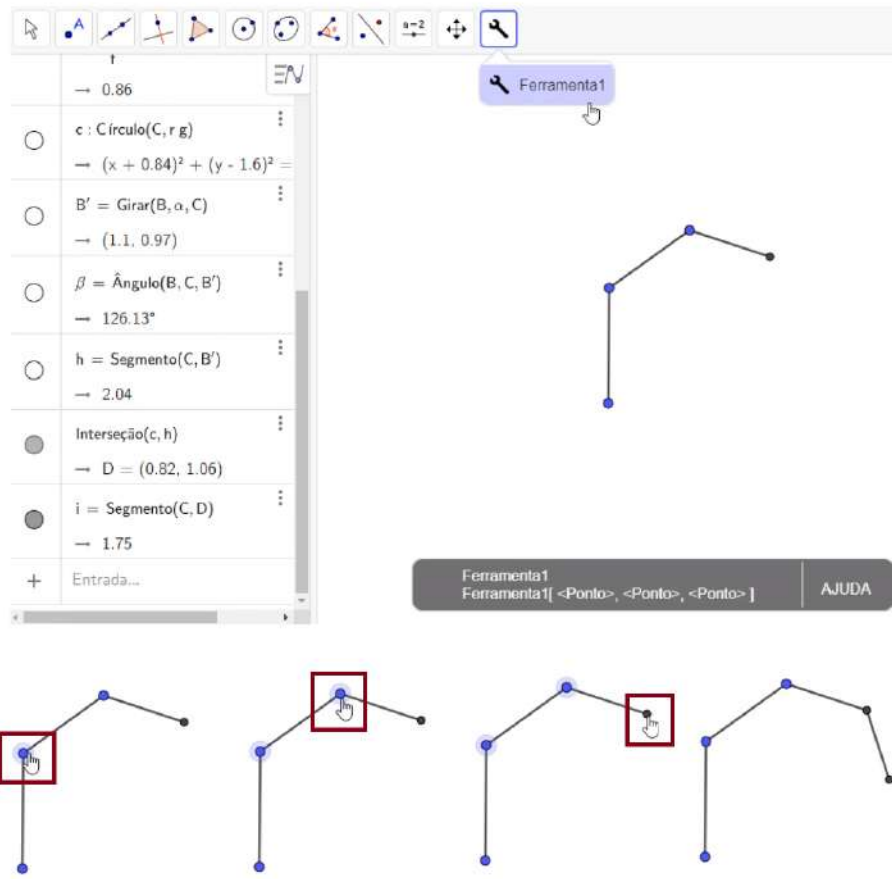 A
a=2
Ferramenta1
→ 0.86
c : Círculo(C, r g)
→ (x + 0.84)² + (y - 1.6)² =
B′ = Girar(B, α, C)
→ (1.1, 0.97)
β = Ângulo(B, C, B′)
→ 126.13°
h = Segmento(C, B′)
→ 2.04
Interseção(c, h)
→ D = (0.82, 1.06)
i = Segmento(C, D)
→ 1.75
+ Entrada...
Ferramenta1
Ferramenta1[ <Ponto>, <Ponto>, <Ponto> ]
AJUDA